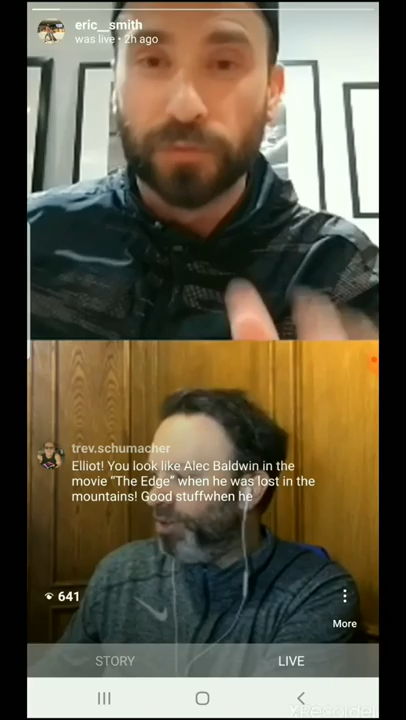 eric__smith
was live • 2h ago
trev.schumacher
Elliot! You look like Alec Baldwin in the
movie “The Edge” when he was lost in the
mountains! Good stuffwhen he
641
More
STORY
LIVE
XRecorder